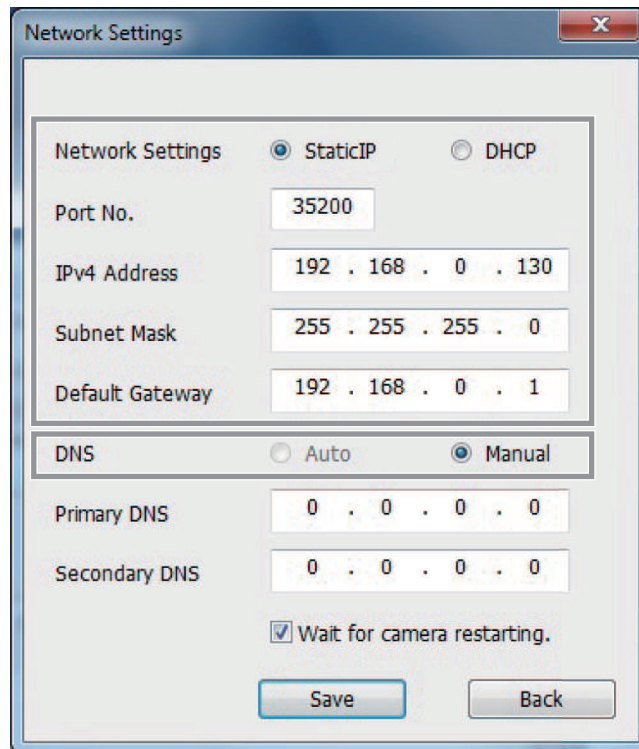 Network Settings
Network Settings StaticIP DHCP
Port No. 35200
IPv4 Address 192 . 168 . 0 . 130
Subnet Mask 255 . 255 . 255 . 0
Default Gateway 192 . 168 . 0 . 1
DNS Auto Manual
Primary DNS 0 . 0 . 0 . 0
Secondary DNS 0 . 0 . 0 . 0
Wait for camera restarting.
Save Back